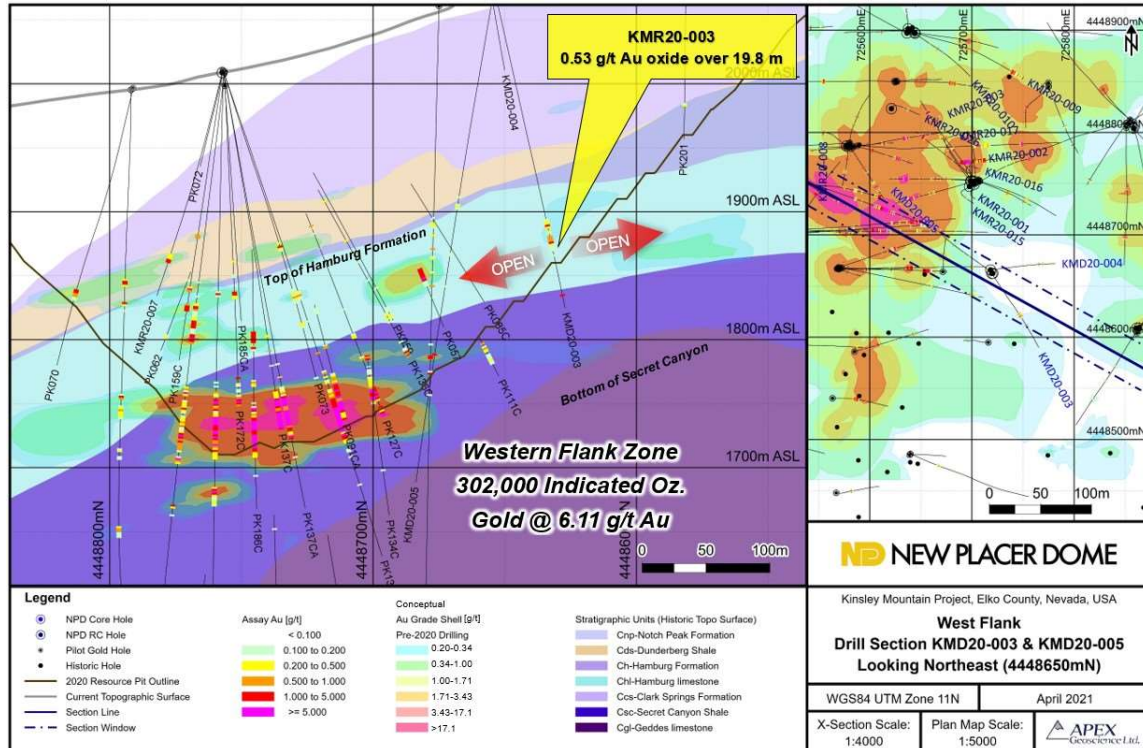 KMR20-003
0.53 g/t Au oxide over 19.8 m
2000m ASL
KMD20-004
PK201
PK072
1900m ASL
Top of Hamburg Formation
OPEN
OPEN
KMR20-007
PK070
PK062
PK159C
PK185CA
PK158
PK057
PK085C
KMD20-003
1800m ASL
PK111C
Bottom of Secret Canyon
PK172C
PK073
PK137C
PK091CA
PK127C
1700m ASL
PK186C
PK137CA
PK134C
KMD20-005
Western Flank Zone
302,000 Indicated Oz.
Gold @ 6.11 g/t Au
4448800mN
4448700mN
4448600mN
0 50 100m
725600mE
725700mE
725800mE
4448900mN
N
KMR20-009
4448800mN
KMR20-017
KMR20-002
KMR20-008
KMR20-016
KMD20-005
KMR20-001
KMR20-015
4448700mN
KMD20-004
4448600mN
KMD20-003
4448500mN
0 50 100m
NPD NEW PLACER DOME
Kinsley Mountain Project, Elko County, Nevada, USA
West Flank
Drill Section KMD20-003 & KMD20-005
Looking Northeast (4448650mN)
WGS84 UTM Zone 11N
April 2021
X-Section Scale:
1:4000
Plan Map Scale:
1:5000
APEX
Geoscience Ltd.
Legend
NPD Core Hole
NPD RC Hole
Pilot Gold Hole
Historic Hole
2020 Resource Pit Outline
Current Topographic Surface
Section Line
Section Window
Assay Au [g/t]
< 0.100
0.100 to 0.200
0.200 to 0.500
0.500 to 1.000
1.000 to 5.000
>= 5.000
Conceptual
Au Grade Shell [g/t]
Pre-2020 Drilling
0.20-0.34
0.34-1.00
1.00-1.71
1.71-3.43
3.43-17.1
>17.1
Stratigraphic Units (Historic Topo Surface)
Cnp-Notch Peak Formation
Cds-Dunderberg Shale
Ch-Hamburg Formation
Chl-Hamburg limestone
Ccs-Clark Springs Formation
Csc-Secret Canyon Shale
Cgl-Geddes limestone